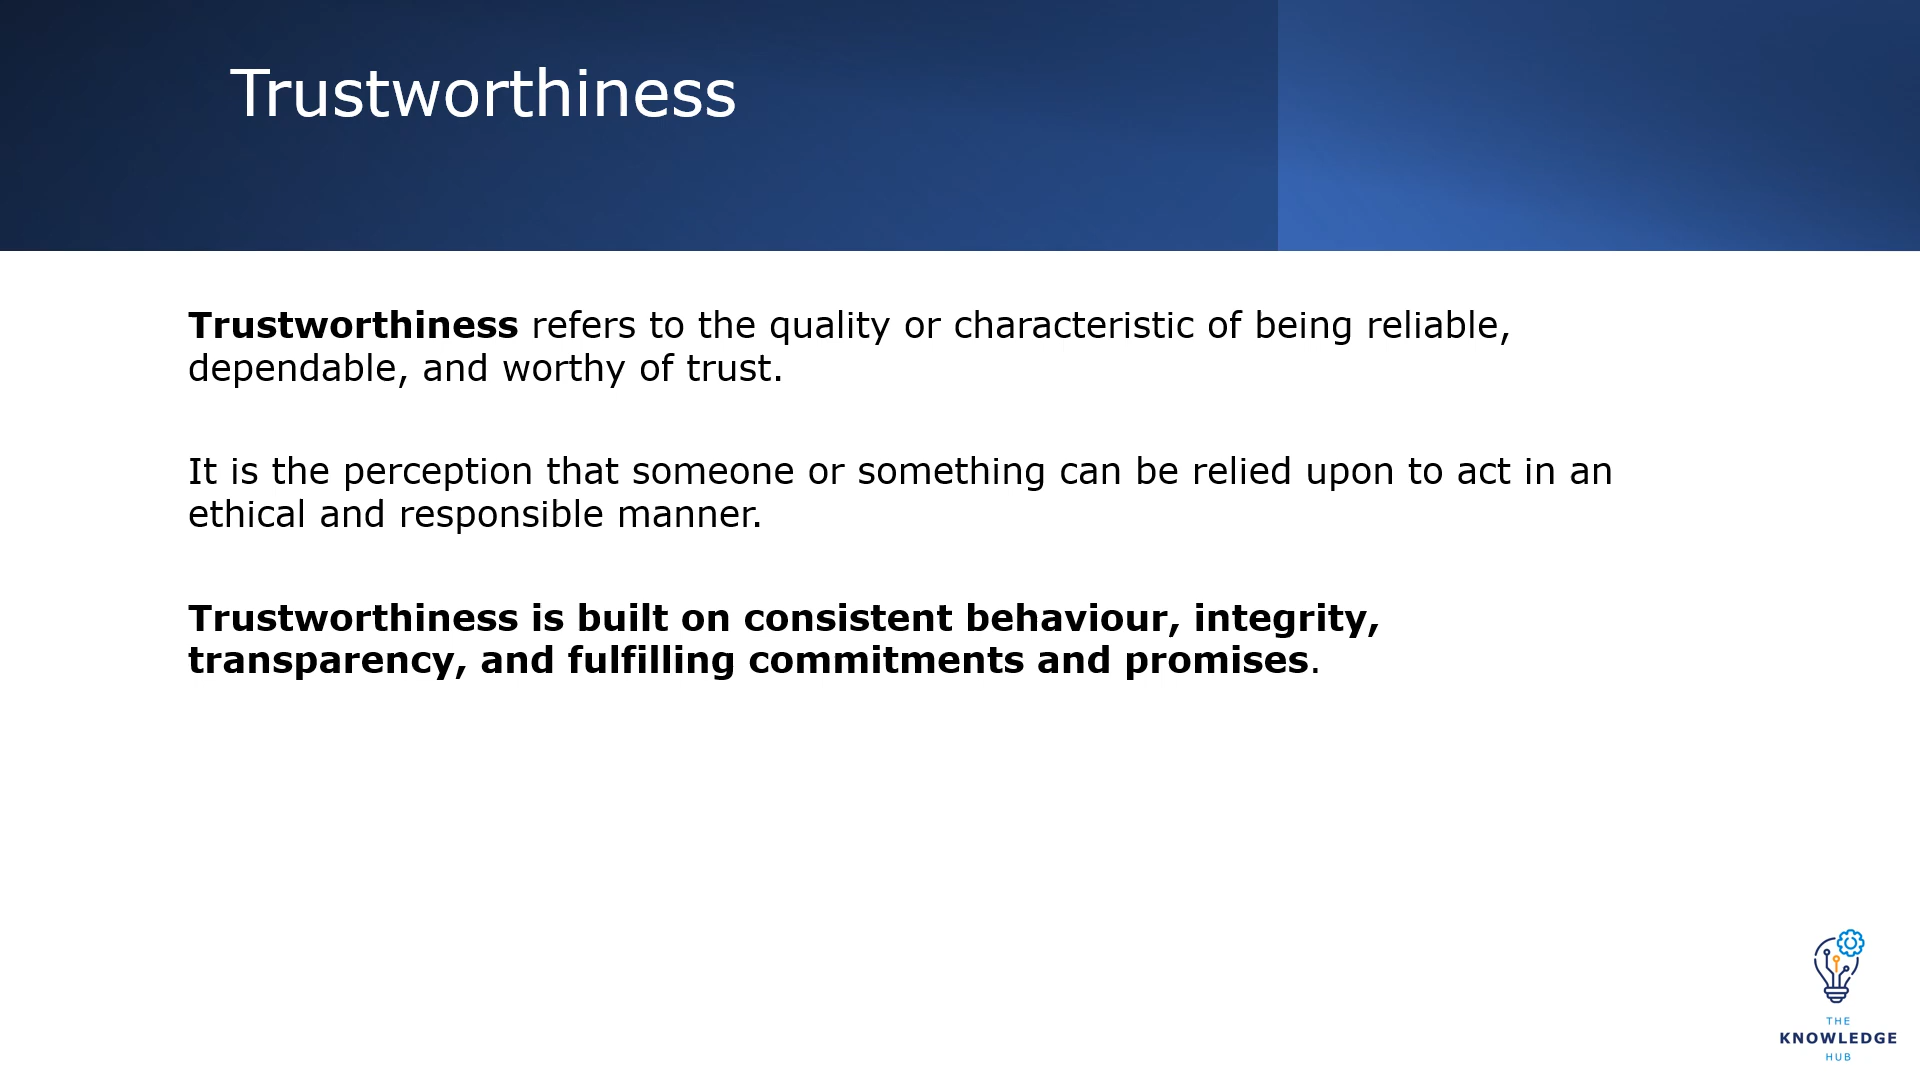 Trustworthiness
Trustworthiness refers to the quality or characteristic of being reliable,
dependable, and worthy of trust.
It is the perception that someone or something can be relied upon to act in an
ethical and responsible manner.
Trustworthiness is built on consistent behaviour, integrity,
transparency, and fulfilling commitments and promises.
THE
KNOWLEDGE
HUB